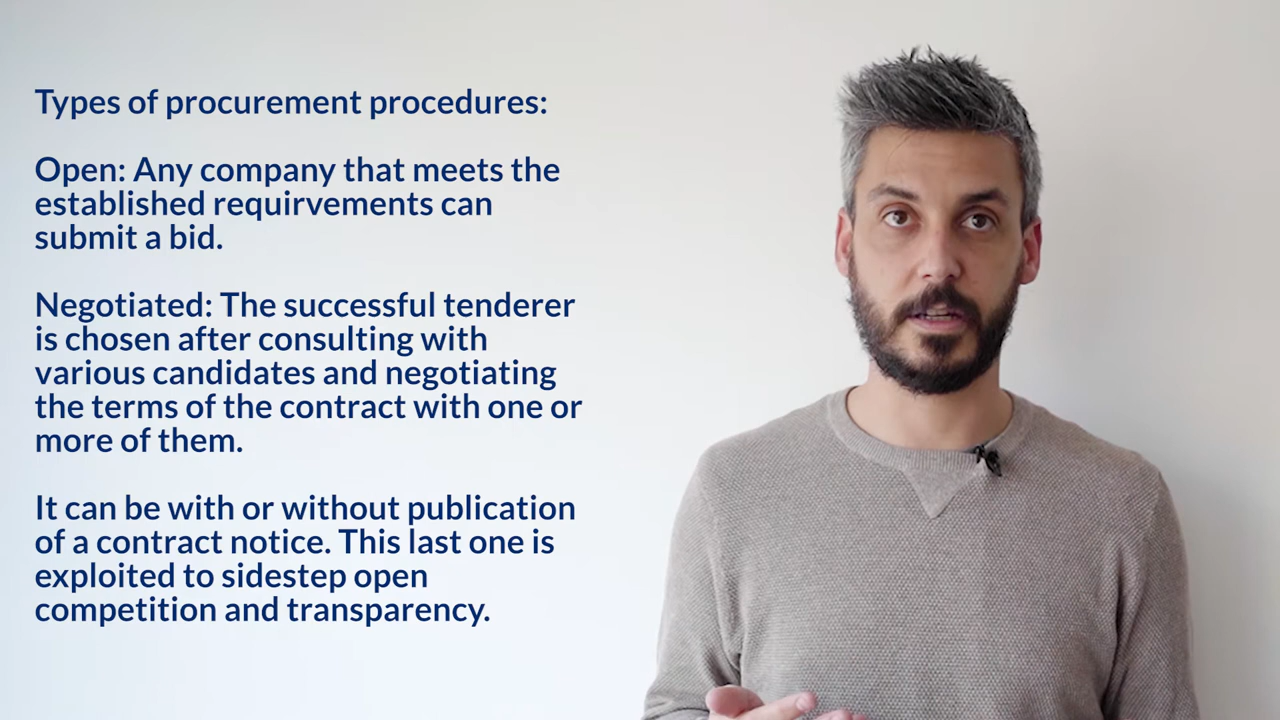 Types of procurement procedures:
Open: Any company that meets the
established requirvements can
submit a bid.
Negotiated: The successful tenderer
is chosen after consulting with
various candidates and negotiating
the terms of the contract with one or
more of them.
It can be with or without publication
of a contract notice. This last one is
exploited to sidestep open
competition and transparency.